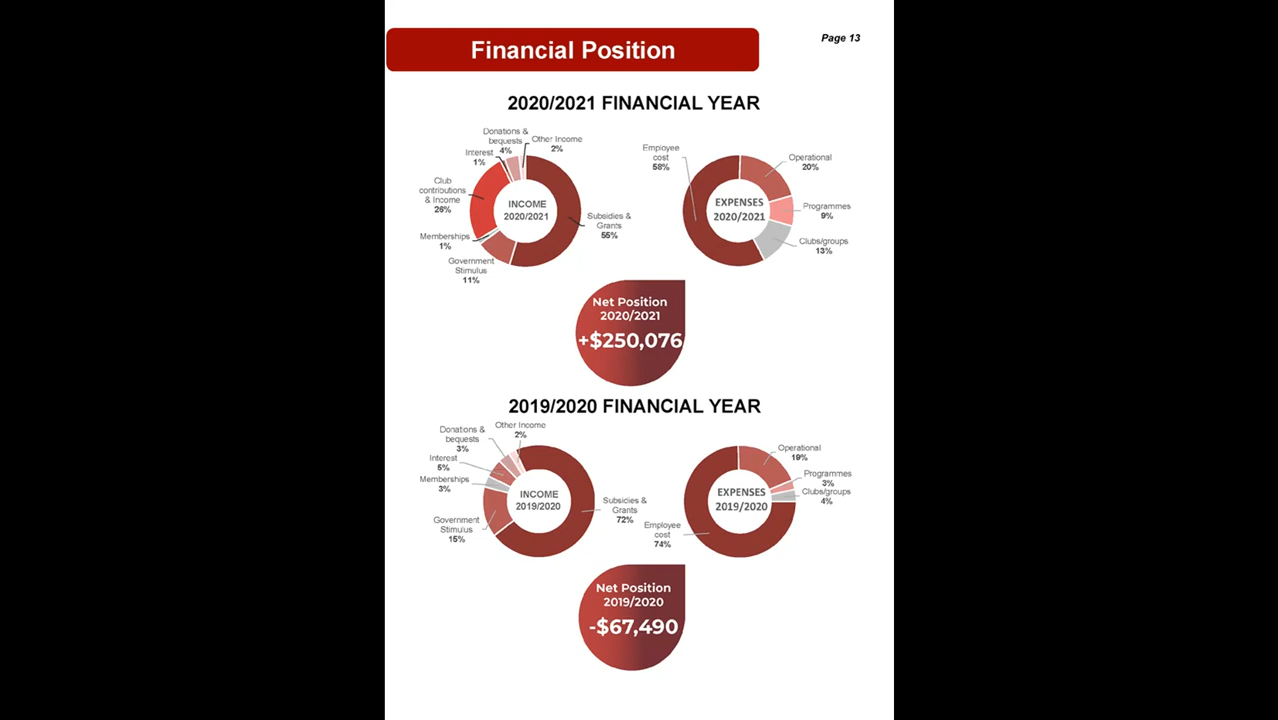 Financial Position
Page 13
2020/2021 FINANCIAL YEAR
Donations &
bequests
4%
Other Income
2%
Interest
1%
Club
contributions
& Income
26%
Memberships
1%
Government
Stimulus
11%
Subsidies &
Grants
55%
INCOME
2020/2021
Employee
cost
58%
Operational
20%
Programmes
9%
Clubs/groups
13%
EXPENSES
2020/2021
Net Position
2020/2021
+$250,076
2019/2020 FINANCIAL YEAR
Other Income
2%
Donations &
bequests
3%
Interest
5%
Memberships
3%
Government
Stimulus
15%
Subsidies &
Grants
72%
INCOME
2019/2020
Operational
19%
Programmes
3%
Clubs/groups
4%
Employee
cost
74%
EXPENSES
2019/2020
Net Position
2019/2020
-$67,490